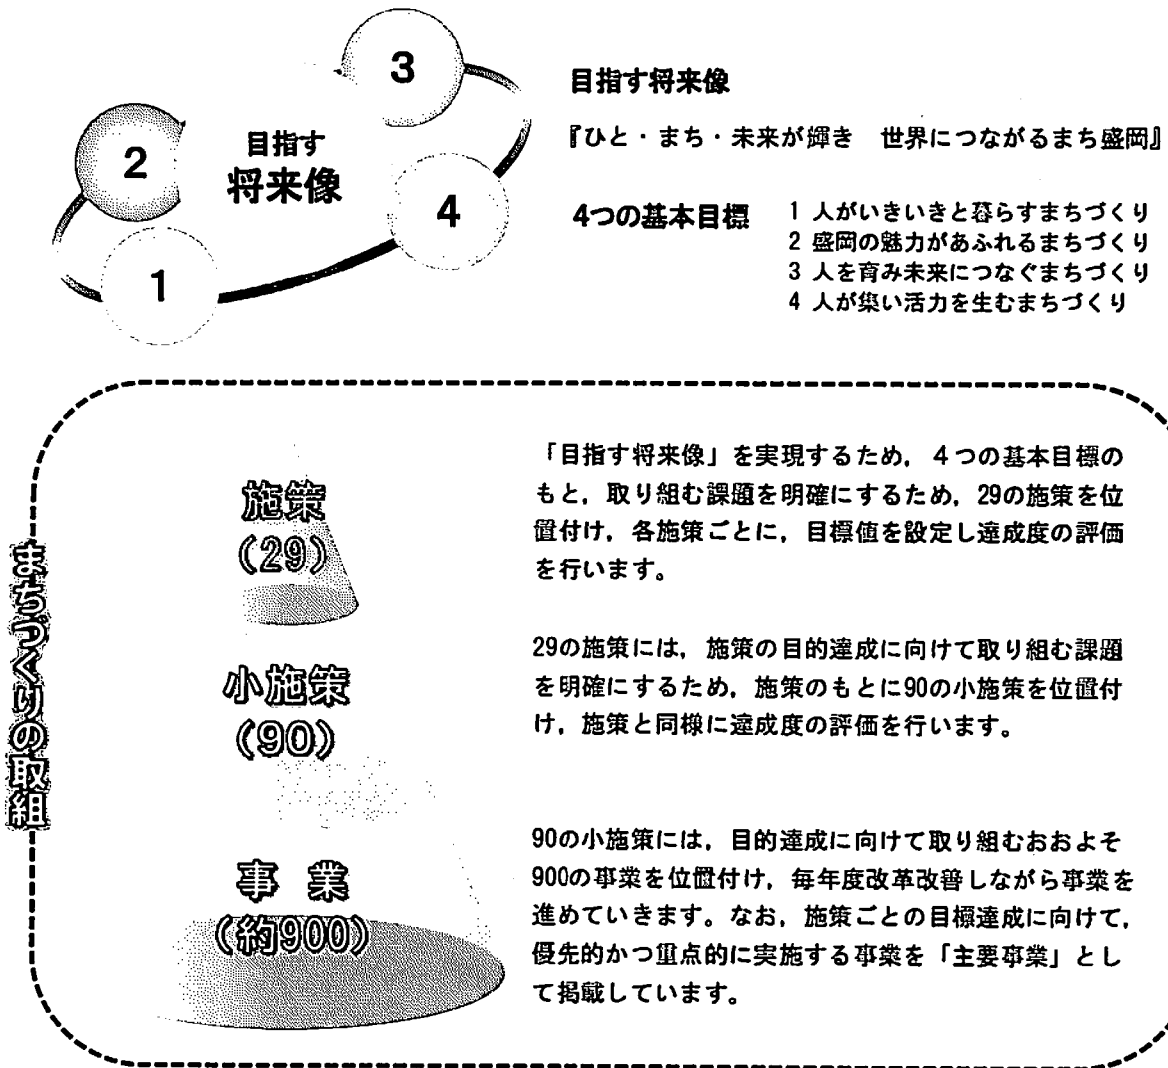 3
2
目指す
将来像
4
1
目指す将来像
『ひと・まち・未来が輝き　世界につながるまち盛岡』
4つの基本目標
1 人がいきいきと暮らすまちづくり
2 盛岡の魅力があふれるまちづくり
3 人を育み未来につなぐまちづくり
4 人が集い活力を生むまちづくり
まちづくりの取組
施策
(29)
「目指す将来像」を実現するため，４つの基本目標の
もと，取り組む課題を明確にするため，29の施策を位
置付け，各施策ごとに，目標値を設定し達成度の評価
を行います。
小施策
(90)
29の施策には，施策の目的達成に向けて取り組む課題
を明確にするため，施策のもとに90の小施策を位置付
け，施策と同様に達成度の評価を行います。
事　業
(約900)
90の小施策には，目的達成に向けて取り組むおおよそ
900の事業を位置付け，毎年度改革改善しながら事業を
進めていきます。なお，施策ごとの目標達成に向けて，
優先的かつ重点的に実施する事業を「主要事業」とし
て掲載しています。